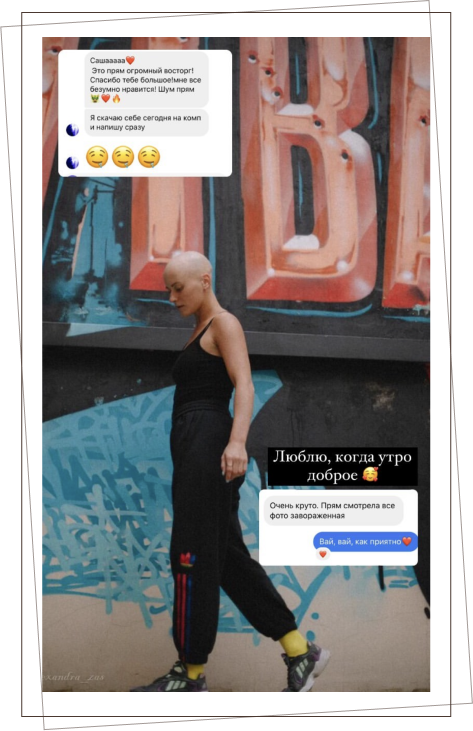 Сашааааа❤️
Это прям огромный восторг!
Спасибо тебе большое!мне все
безумно нравится! Шум прям
❤️🔥
Я скачаю себе сегодня на комп
и напишу сразу
🤤🤤🤤
Люблю, когда утро
доброе 🥰
Очень круто. Прям смотрела все
фото завороженная
Вай, вай, как приятно❤️
❤️